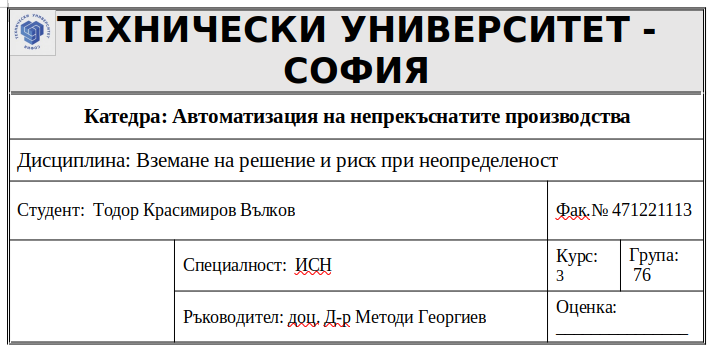 ТЕХНИЧЕСКИ УНИВЕРСИТЕТ -
СОФИЯ
Катедра: Автоматизация на непрекъснатите производства
Дисциплина: Вземане на решение и риск при неопределеност
Студент: Тодор Красимиров Вълков
Фак.№ 471221113
Специалност: ИСН
Курс:
3
Група:
76
Ръководител: доц. Д-р Методи Георгиев
Оценка:
_______________